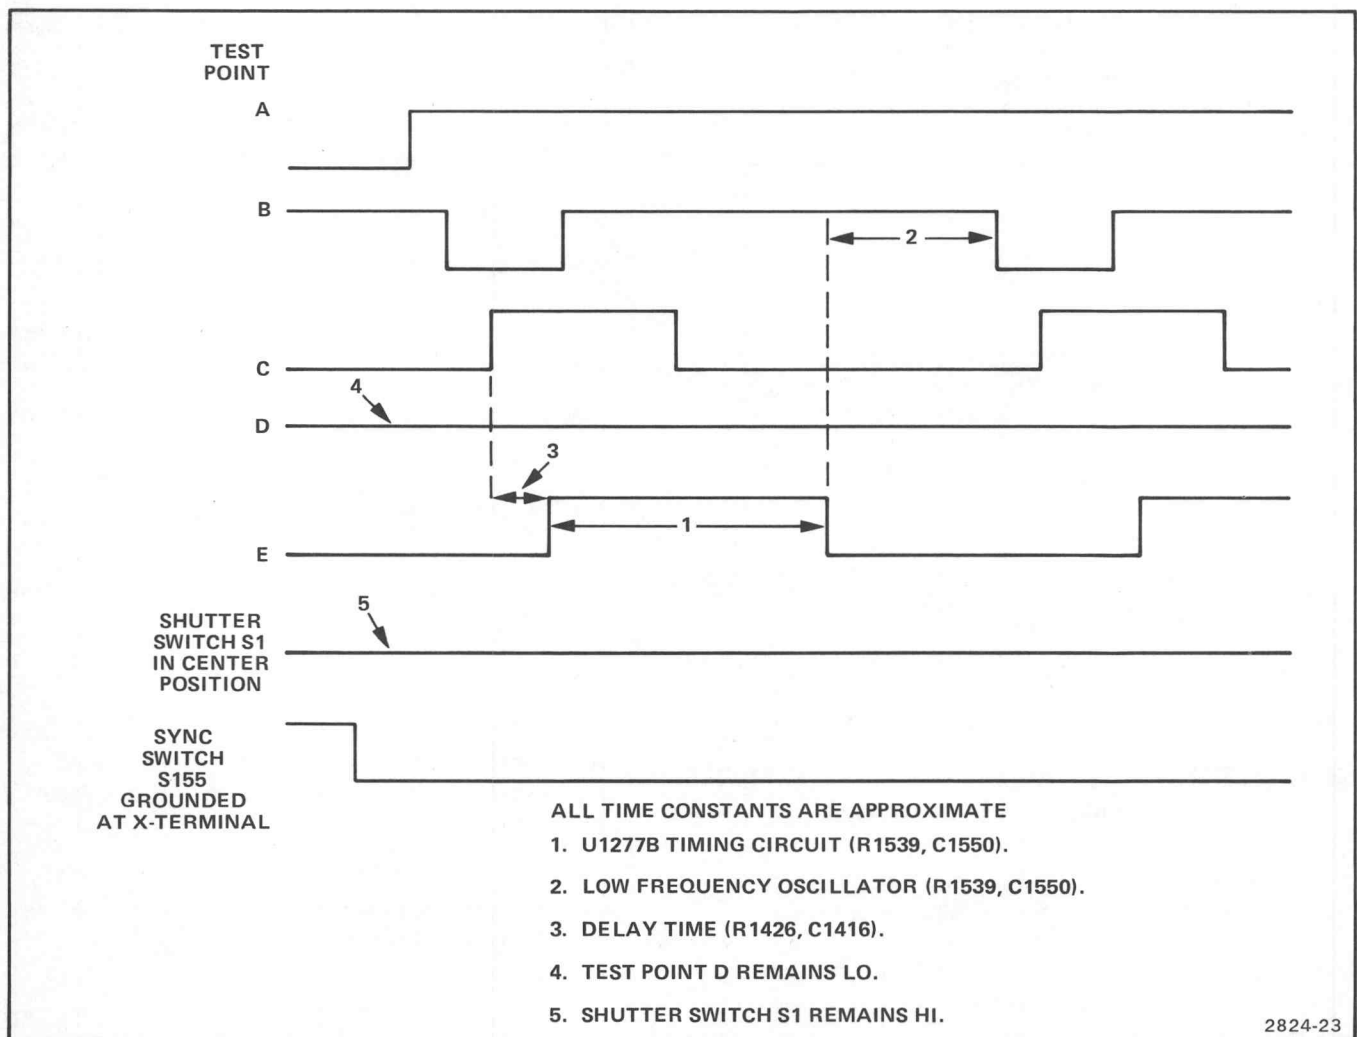 TEST
POINT
A
B
2
C
4
D
3
1
E
5
SHUTTER
SWITCH S1
IN CENTER
POSITION
SYNC
SWITCH
S155
GROUNDED
AT X-TERMINAL
ALL TIME CONSTANTS ARE APPROXIMATE
1. U1277B TIMING CIRCUIT (R1539, C1550).
2. LOW FREQUENCY OSCILLATOR (R1539, C1550).
3. DELAY TIME (R1426, C1416).
4. TEST POINT D REMAINS LO.
5. SHUTTER SWITCH S1 REMAINS HI.
2824-23